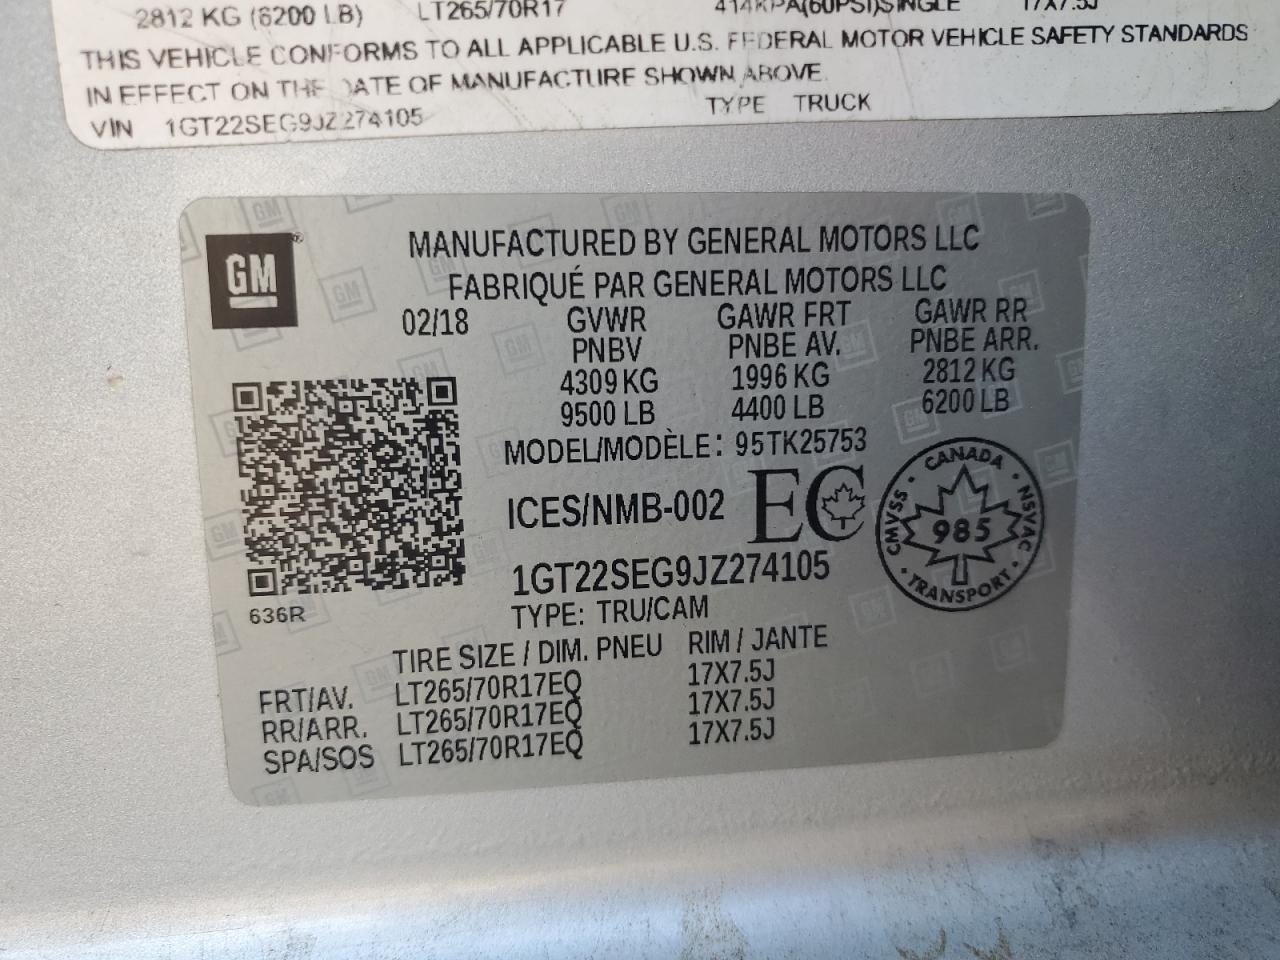 2812 KG (6200 LB) LT265/70R17 414KPA(60PSI)SINGLE 17X7.5J
THIS VEHICLE CONFORMS TO ALL APPLICABLE U.S. FEDERAL MOTOR VEHICLE SAFETY STANDARDS
IN EFFECT ON THE DATE OF MANUFACTURE SHOWN ABOVE.
TYPE TRUCK
VIN 1GT22SEG9JZ274105
GM
MANUFACTURED BY GENERAL MOTORS LLC
FABRIQUÉ PAR GENERAL MOTORS LLC
02/18 GVWR GAWR FRT GAWR RR
PNBV PNBE AV. PNBE ARR.
4309 KG 1996 KG 2812 KG
9500 LB 4400 LB 6200 LB
MODEL/MODÈLE: 95TK25753
ICES/NMB-002 EC
CANADA
CMVSS 985 NSVAC
TRANSPORT
1GT22SEG9JZ274105
636R
TYPE: TRU/CAM
TIRE SIZE / DIM. PNEU RIM / JANTE
FRT/AV. LT265/70R17EQ 17X7.5J
RR/ARR. LT265/70R17EQ 17X7.5J
SPA/SOS LT265/70R17EQ 17X7.5J